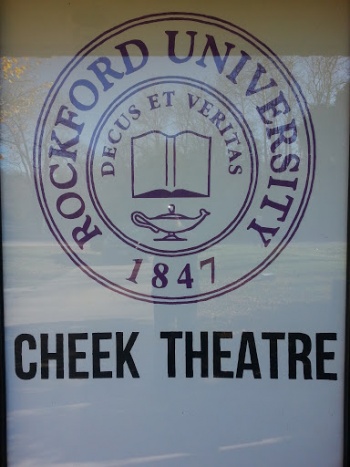 ROCKFORD UNIVERSITY
DECUS ET VERITAS
1847
CHEEK THEATRE